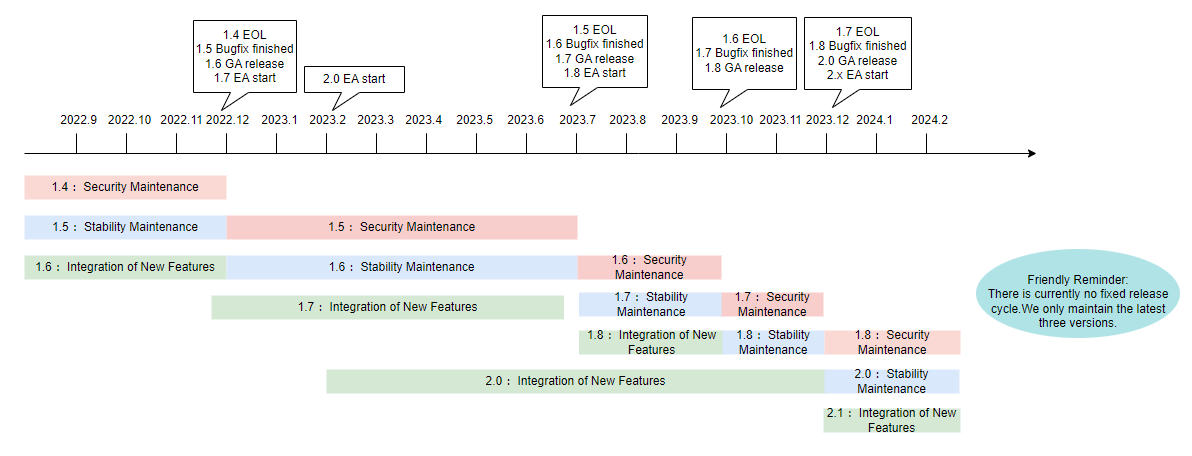 1.4 EOL
1.5 Bugfix finished
1.6 GA release
1.7 EA start
2.0 EA start
1.5 EOL
1.6 Bugfix finished
1.7 GA release
1.8 EA start
1.6 EOL
1.7 Bugfix finished
1.8 GA release
1.7 EOL
1.8 Bugfix finished
2.0 GA release
2.x EA start
2022.9 2022.10 2022.11 2022.12 2023.1 2023.2 2023.3 2023.4 2023.5 2023.6 2023.7 2023.8 2023.9 2023.10 2023.11 2023.12 2024.1 2024.2
1.4： Security Maintenance
1.5： Stability Maintenance
1.5： Security Maintenance
1.6： Integration of New Features
1.6： Stability Maintenance
1.6： Security
Maintenance
1.7： Integration of New Features
1.7： Stability
Maintenance
1.7： Security
Maintenance
1.8： Integration of New
Features
1.8： Stability
Maintenance
1.8： Security
Maintenance
2.0： Integration of New Features
2.0： Stability
Maintenance
2.1： Integration of New
Features
Friendly Reminder:
There is currently no fixed release
cycle.We only maintain the latest
three versions.